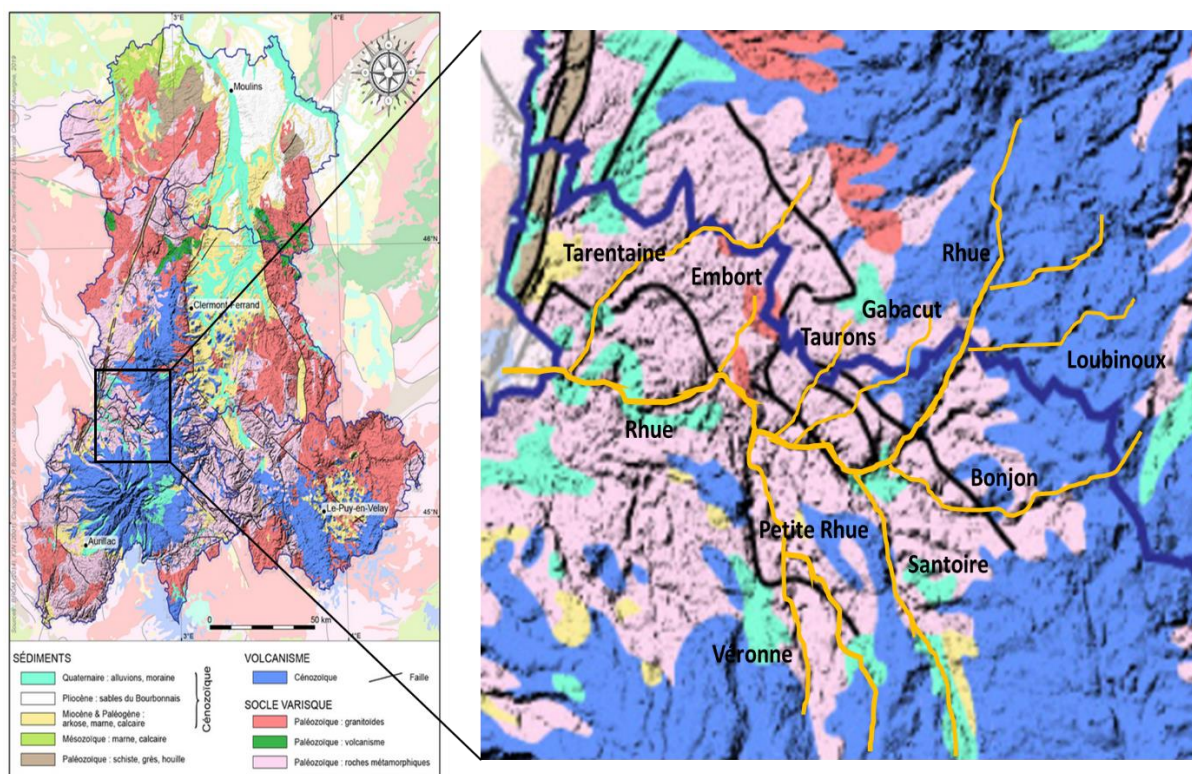 3°E
4°E
Moulins
46°N
Clermont-Ferrand
Le-Puy-en-Velay
45°N
Aurillac
0 50 km
3°E
4°E
SÉDIMENTS
Quaternaire : alluvions, moraine
Pliocène : sables du Bourbonnais
Miocène & Paléogène :
arkose, marne, calcaire
Mésozoïque : marne, calcaire
Paléozoïque : schiste, grès, houille
Cénozoïque
VOLCANISME
Cénozoïque
Faille
SOCLE VARISQUE
Paléozoïque : granitoïdes
Paléozoïque : volcanisme
Paléozoïque : roches métamorphiques
Tarentaine
Embort
Rhue
Gabacut
Taurons
Loubinoux
Rhue
Bonjon
Petite Rhue
Santoire
Véronne